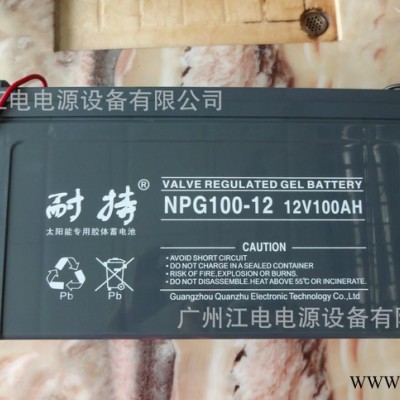 江电电源设备有限公司
耐持®
太阳能专用胶体蓄电池
VALVE REGULATED GEL BATTERY
NPG100-12 12V100AH
CAUTION
• AVOID SHORT CIRCUIT
• DO NOT CHARGE IN A SEALED CONTAINER
• RISK OF FIRE,EXPLOSION OR BURNS.
• DO NOT DISASSEMBLE.HEAT ABOVE 55℃ OR INCINERATE.
Pb
Pb
Guangzhou Quanzhu Electronic Technology Co.,Ltd
广州江电电源设备有限
www.